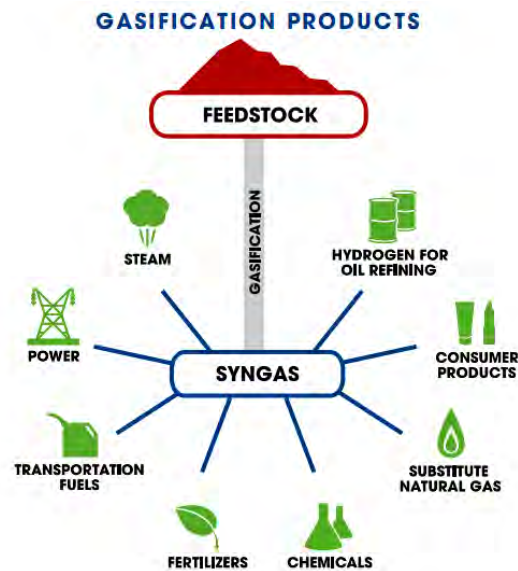 GASIFICATION PRODUCTS
FEEDSTOCK
GASIFICATION
STEAM
HYDROGEN FOR
OIL REFINING
POWER
CONSUMER
PRODUCTS
SYNGAS
TRANSPORTATION
FUELS
SUBSTITUTE
NATURAL GAS
FERTILIZERS
CHEMICALS